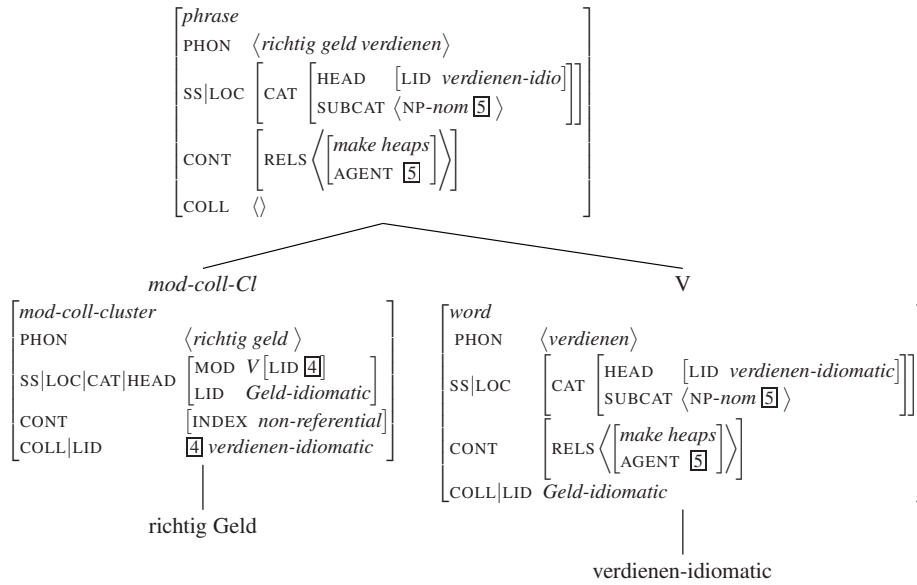 phrase
PHON ⟨richtig geld verdienen⟩
SS|LOC [CAT [HEAD [LID verdienen-idio]
SUBCAT ⟨NP-nom 5 ⟩]]
CONT [RELS ⟨[make heaps
AGENT 5]⟩]
COLL ⟨⟩
mod-coll-Cl
mod-coll-cluster
PHON ⟨richtig geld ⟩
SS|LOC|CAT|HEAD [MOD V[LID 4]
LID Geld-idiomatic]
CONT [INDEX non-referential]
COLL|LID 4 verdienen-idiomatic
richtig Geld
V
word
PHON ⟨verdienen⟩
SS|LOC [CAT [HEAD [LID verdienen-idiomatic]
SUBCAT ⟨NP-nom 5 ⟩]]
CONT [RELS ⟨[make heaps
AGENT 5]⟩]
COLL|LID Geld-idiomatic
verdienen-idiomatic